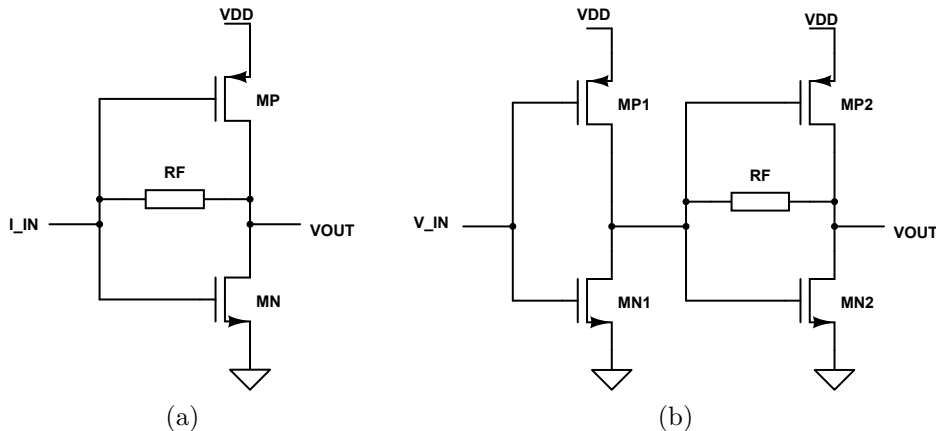 VDD
MP
RF
I_IN
VOUT
MN
(a)
VDD
VDD
MP1
MP2
RF
V_IN
VOUT
MN1
MN2
(b)